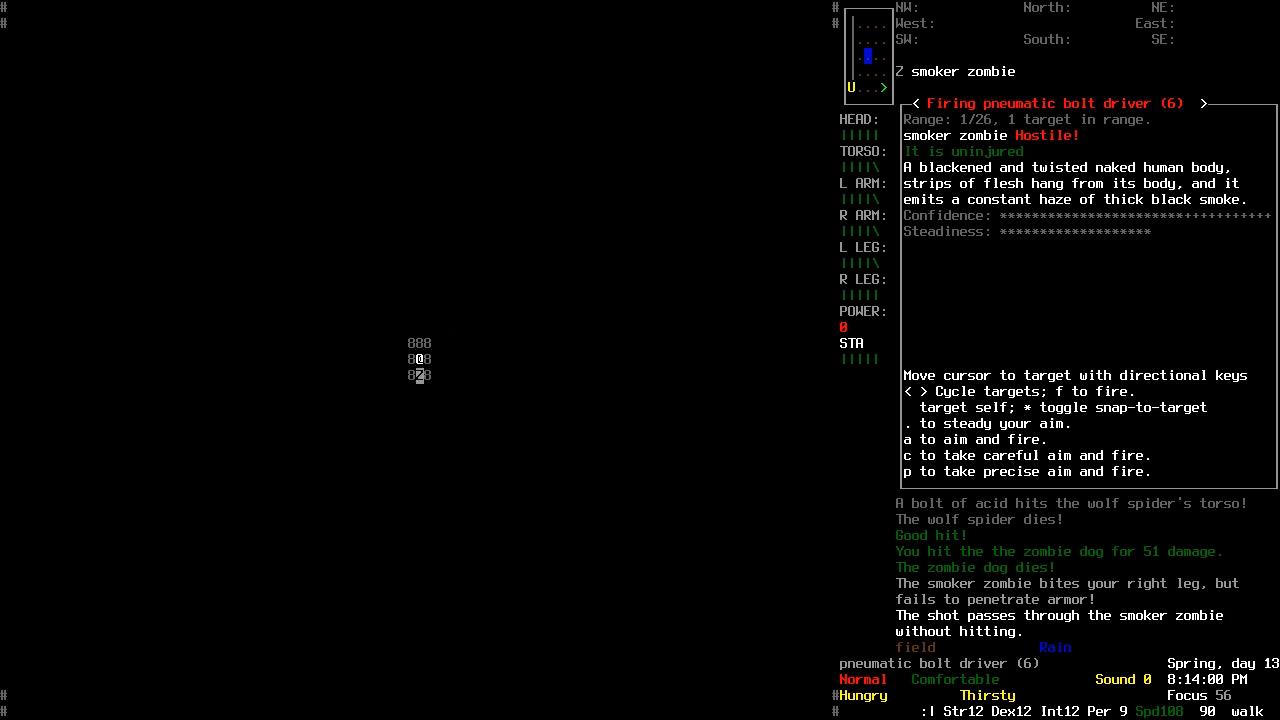 # # NW: North: NE:
# # West: East:
SW: South: SE:
Z smoker zombie
U...>
< Firing pneumatic bolt driver (6) >
HEAD: Range: 1/26, 1 target in range.
||||| smoker zombie Hostile!
TORSO: It is uninjured
||||\ A blackened and twisted naked human body,
L ARM: strips of flesh hang from its body, and it
||||\ emits a constant haze of thick black smoke.
R ARM: Confidence: ***********************+++++++++++
||||\ Steadiness: *******************
L LEG:
||||\
R LEG:
|||||
POWER:
0
STA
888
8@8 |||||
8Z8 Move cursor to target with directional keys
< > Cycle targets; f to fire.
target self; * toggle snap-to-target
. to steady your aim.
a to aim and fire.
c to take careful aim and fire.
p to take precise aim and fire.
A bolt of acid hits the wolf spider's torso!
The wolf spider dies!
Good hit!
You hit the the zombie dog for 51 damage.
The zombie dog dies!
The smoker zombie bites your right leg, but
fails to penetrate armor!
The shot passes through the smoker zombie
without hitting.
field Rain
pneumatic bolt driver (6) Spring, day 13
Normal Comfortable Sound 0 8:14:00 PM
# #Hungry Thirsty Focus 56
# # :| Str12 Dex12 Int12 Per 9 Spd108 90 walk